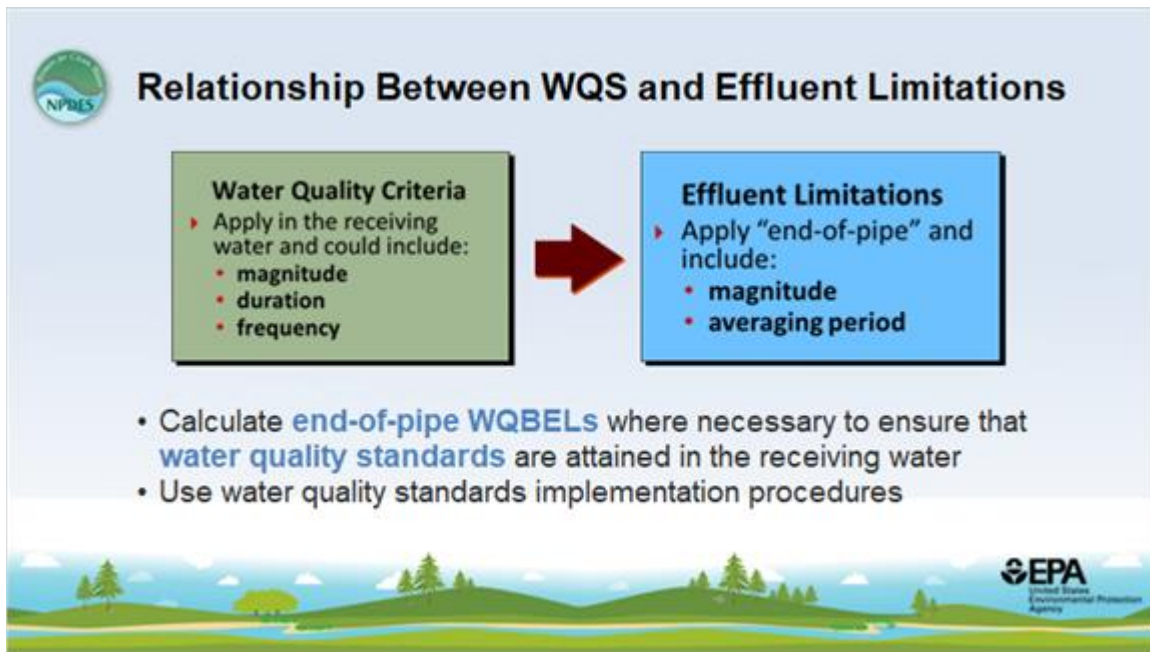 NPDES
Relationship Between WQS and Effluent Limitations
Water Quality Criteria
Apply in the receiving
water and could include:
• magnitude
• duration
• frequency
Effluent Limitations
Apply “end-of-pipe” and
include:
• magnitude
• averaging period
• Calculate end-of-pipe WQBELs where necessary to ensure that
water quality standards are attained in the receiving water
• Use water quality standards implementation procedures
EPA
United States
Environmental Protection
Agency